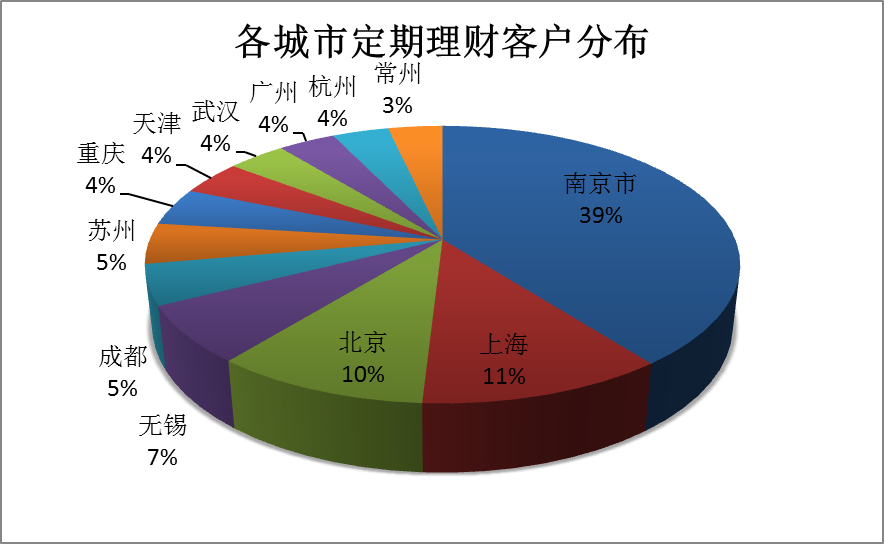 各城市定期理财客户分布
南京市
39%
上海
11%
北京
10%
无锡
7%
成都
5%
苏州
5%
重庆
4%
天津
4%
武汉
4%
广州
4%
杭州
4%
常州
3%